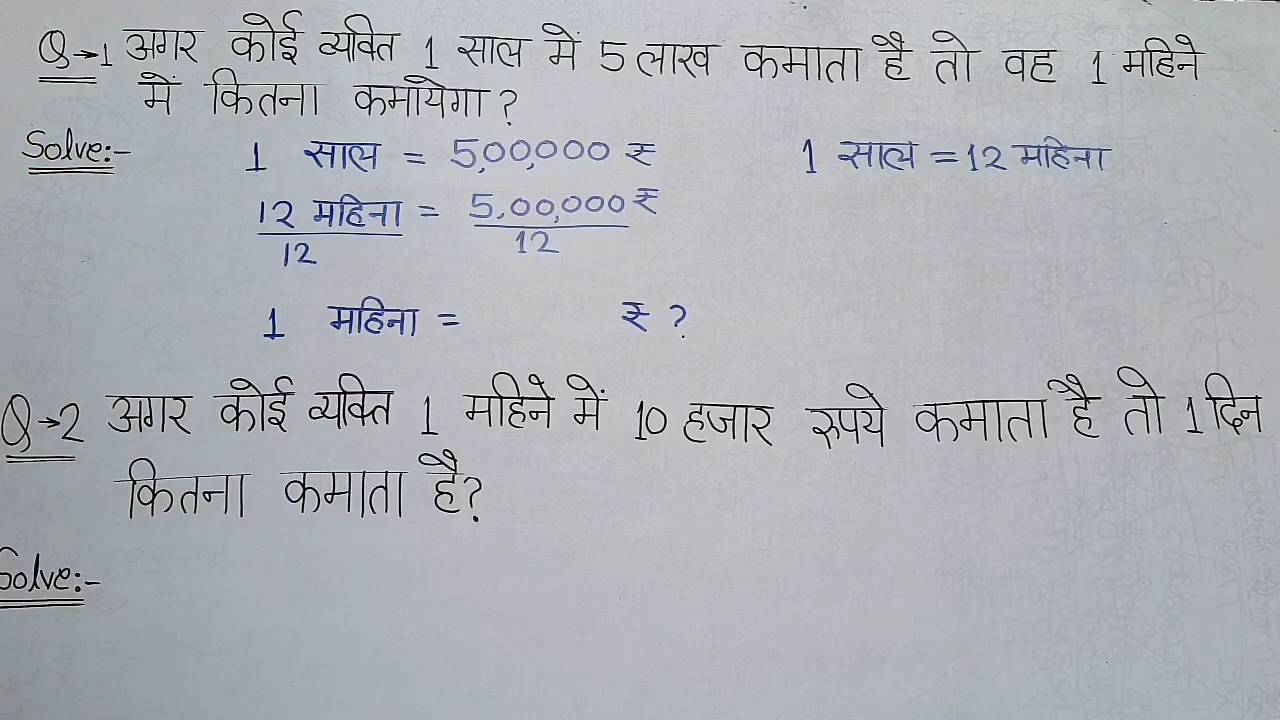 Q→1 अगर कोई व्यक्ति 1 साल में 5 लाख कमाता है तो वह 1 महिने
में कितना कमायेगा?
Solve:- 1 साल = 5,00,000 ₹ 1 साल = 12 महिना
12 महिना = 5,00,000 ₹
12 12
1 महिना = ₹ ?
Q→2 अगर कोई व्यक्ति 1 महिने में 10 हजार रुपये कमाता है तो 1 दिन
कितना कमाता है?
Solve:-